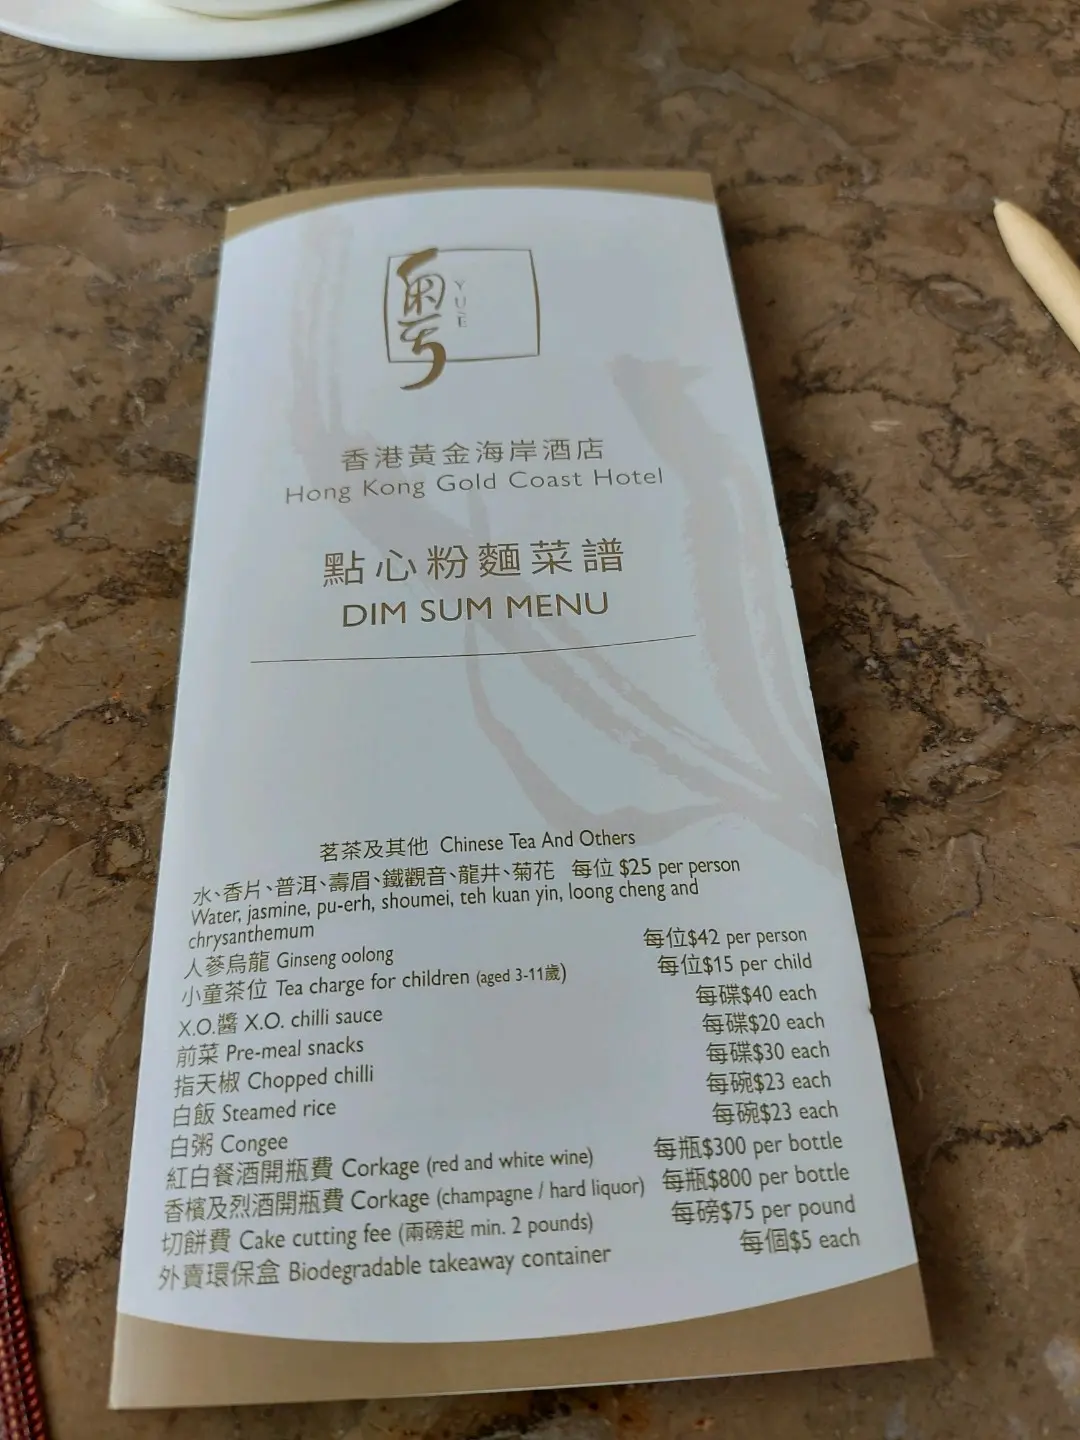 粵
YUÈ
香港黃金海岸酒店
Hong Kong Gold Coast Hotel
點心粉麵菜譜
DIM SUM MENU
茗茶及其他 Chinese Tea And Others
水、香片、普洱、壽眉、鐵觀音、龍井、菊花 每位 $25 per person
Water, jasmine, pu-erh, shoumei, teh kuan yin, loong cheng and
chrysanthemum
人蔘烏龍 Ginseng oolong 每位$42 per person
小童茶位 Tea charge for children (aged 3-11歲) 每位$15 per child
X.O.醬 X.O. chilli sauce 每碟$40 each
前菜 Pre-meal snacks 每碟$20 each
指天椒 Chopped chilli 每碟$30 each
白飯 Steamed rice 每碗$23 each
白粥 Congee 每碗$23 each
紅白餐酒開瓶費 Corkage (red and white wine) 每瓶$300 per bottle
香檳及烈酒開瓶費 Corkage (champagne / hard liquor) 每瓶$800 per bottle
切餅費 Cake cutting fee (兩磅起 min. 2 pounds) 每磅$75 per pound
外賣環保盒 Biodegradable takeaway container 每個$5 each